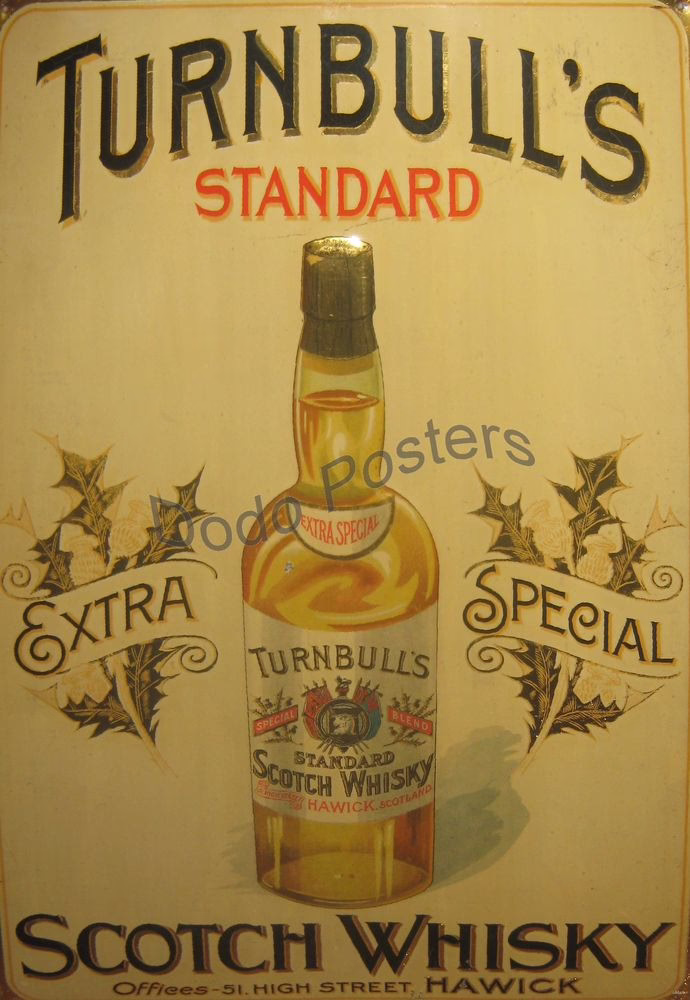 TURNBULL'S
STANDARD
Dodo Posters
EXTRA SPECIAL
EXTRA
SPECIAL
TURNBULL'S
SPECIAL
BLEND
STANDARD
SCOTCH WHISKY
HAWICK, SCOTLAND
SCOTCH WHISKY
Offices - 51, HIGH STREET, HAWICK